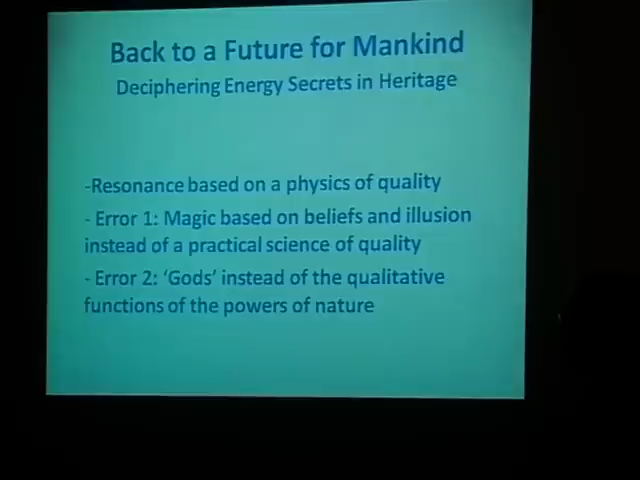 Back to a Future for Mankind
Deciphering Energy Secrets in Heritage
-Resonance based on a physics of quality
- Error 1: Magic based on beliefs and illusion
instead of a practical science of quality
- Error 2: ‘Gods’ instead of the qualitative
functions of the powers of nature